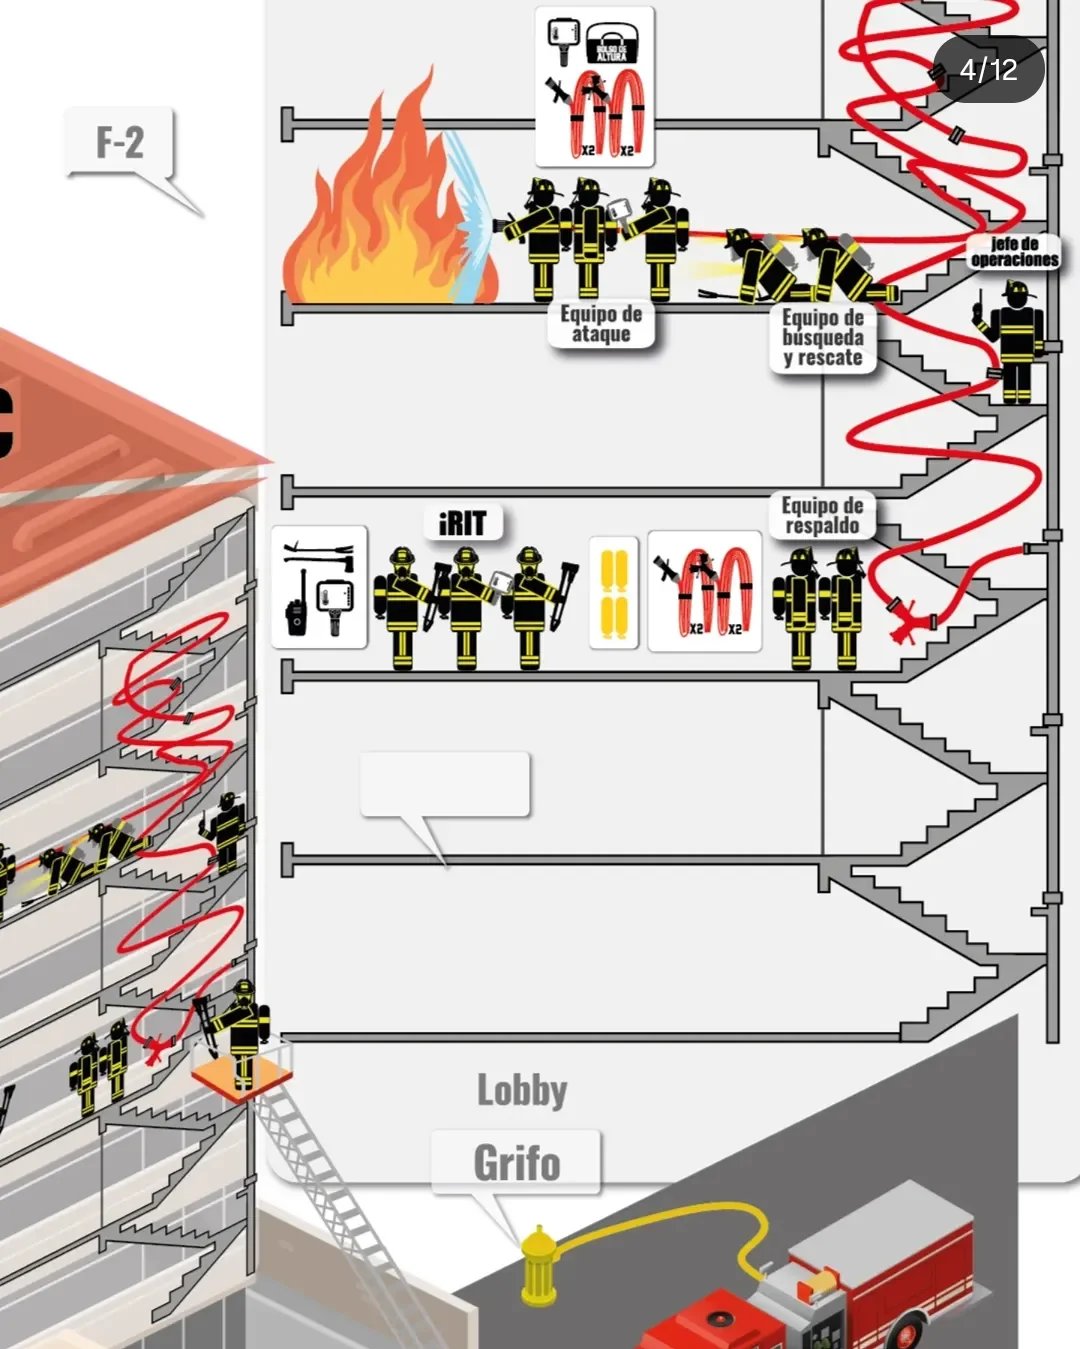 BOLSO DE
ALTURA
X2
X2
4/12
F-2
jefe de
operaciones
Equipo de
ataque
Equipo de
búsqueda
y rescate
iRIT
Equipo de
respaldo
X2
X2
Lobby
Grifo